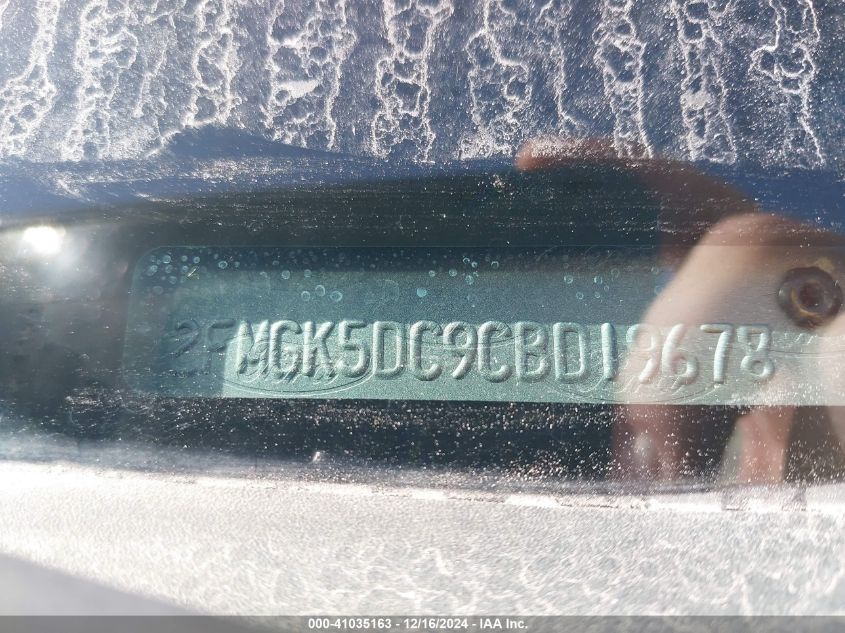 2FMGK5DC9CBD19678
000-41035163 - 12/16/2024 - IAA Inc.